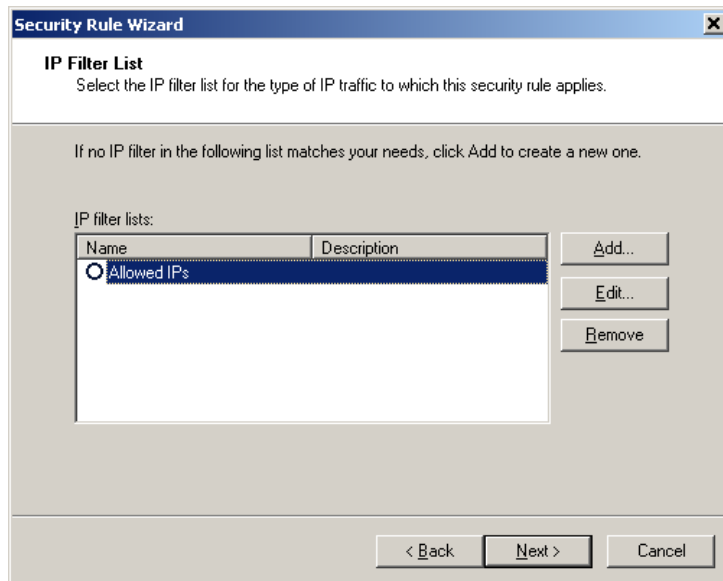 Security Rule Wizard
IP Filter List
Select the IP filter list for the type of IP traffic to which this security rule applies.
If no IP filter in the following list matches your needs, click Add to create a new one.
IP filter lists:
Name Description
Allowed IPs
Add...
Edit...
Remove
< Back Next > Cancel